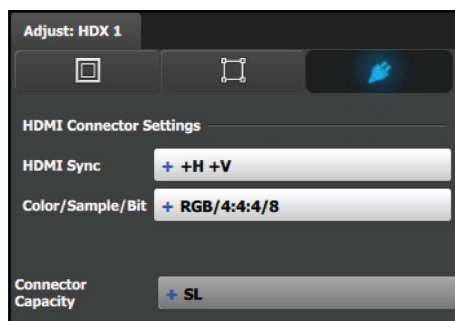 Adjust: HDX 1
HDMI Connector Settings
HDMI Sync + +H +V
Color/Sample/Bit + RGB/4:4:4/8
Connector
Capacity + SL